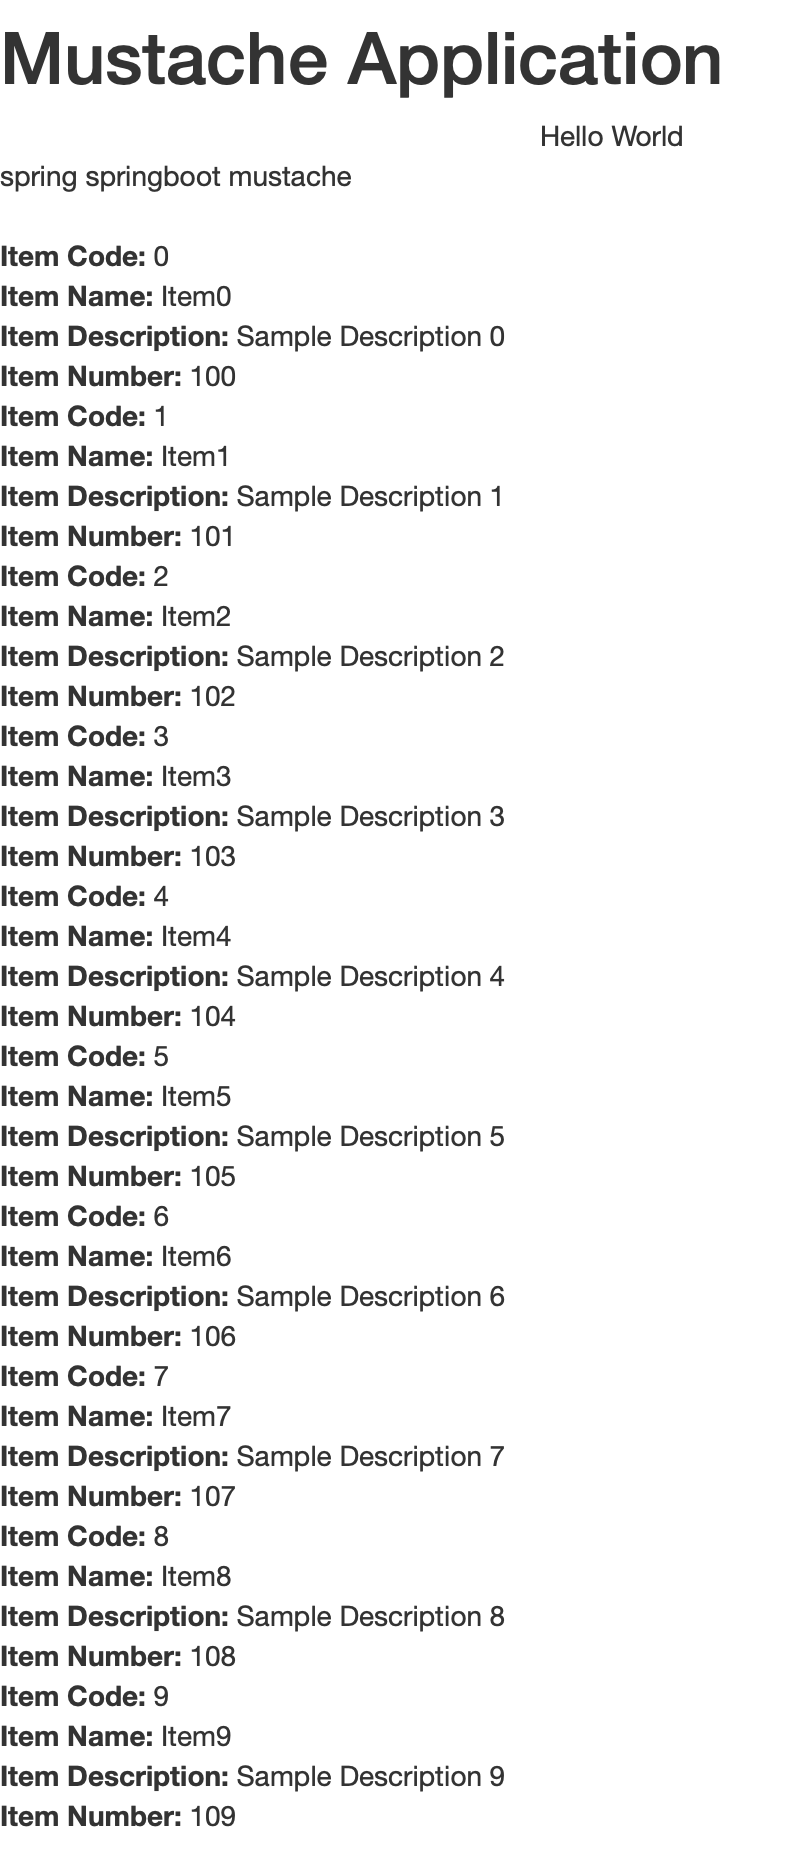 Mustache Application
Hello World
spring springboot mustache
Item Code: 0
Item Name: Item0
Item Description: Sample Description 0
Item Number: 100
Item Code: 1
Item Name: Item1
Item Description: Sample Description 1
Item Number: 101
Item Code: 2
Item Name: Item2
Item Description: Sample Description 2
Item Number: 102
Item Code: 3
Item Name: Item3
Item Description: Sample Description 3
Item Number: 103
Item Code: 4
Item Name: Item4
Item Description: Sample Description 4
Item Number: 104
Item Code: 5
Item Name: Item5
Item Description: Sample Description 5
Item Number: 105
Item Code: 6
Item Name: Item6
Item Description: Sample Description 6
Item Number: 106
Item Code: 7
Item Name: Item7
Item Description: Sample Description 7
Item Number: 107
Item Code: 8
Item Name: Item8
Item Description: Sample Description 8
Item Number: 108
Item Code: 9
Item Name: Item9
Item Description: Sample Description 9
Item Number: 109